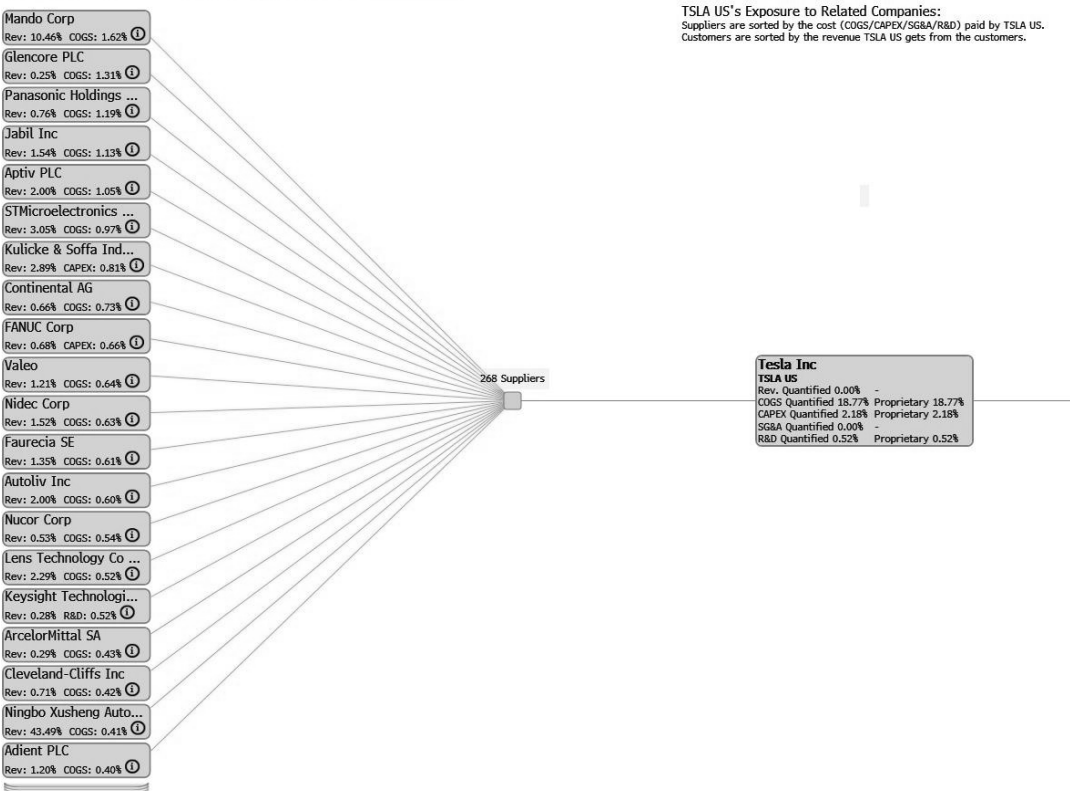 TSLA US's Exposure to Related Companies:
Suppliers are sorted by the cost (COGS/CAPEX/SG&A/R&D) paid by TSLA US.
Customers are sorted by the revenue TSLA US gets from the customers.
Mando Corp
Rev: 10.46% COGS: 1.62%
Glencore PLC
Rev: 0.25% COGS: 1.31%
Panasonic Holdings ...
Rev: 0.76% COGS: 1.19%
Jabil Inc
Rev: 1.54% COGS: 1.13%
Aptiv PLC
Rev: 2.00% COGS: 1.05%
STMicroelectronics ...
Rev: 3.05% COGS: 0.97%
Kulicke & Soffa Ind...
Rev: 2.89% CAPEX: 0.81%
Continental AG
Rev: 0.66% COGS: 0.73%
FANUC Corp
Rev: 0.68% CAPEX: 0.66%
Valeo
Rev: 1.21% COGS: 0.64%
Nidec Corp
Rev: 1.52% COGS: 0.63%
Faurecia SE
Rev: 1.35% COGS: 0.61%
Autoliv Inc
Rev: 2.00% COGS: 0.60%
Nucor Corp
Rev: 0.53% COGS: 0.54%
Lens Technology Co ...
Rev: 2.29% COGS: 0.52%
Keysight Technologi...
Rev: 0.28% R&D: 0.52%
ArcelorMittal SA
Rev: 0.29% COGS: 0.43%
Cleveland-Cliffs Inc
Rev: 0.71% COGS: 0.42%
Ningbo Xusheng Auto...
Rev: 43.49% COGS: 0.41%
Adient PLC
Rev: 1.20% COGS: 0.40%
268 Suppliers
Tesla Inc
TSLA US
Rev. Quantified 0.00% -
COGS Quantified 18.77% Proprietary 18.77%
CAPEX Quantified 2.18% Proprietary 2.18%
SG&A Quantified 0.00% -
R&D Quantified 0.52% Proprietary 0.52%